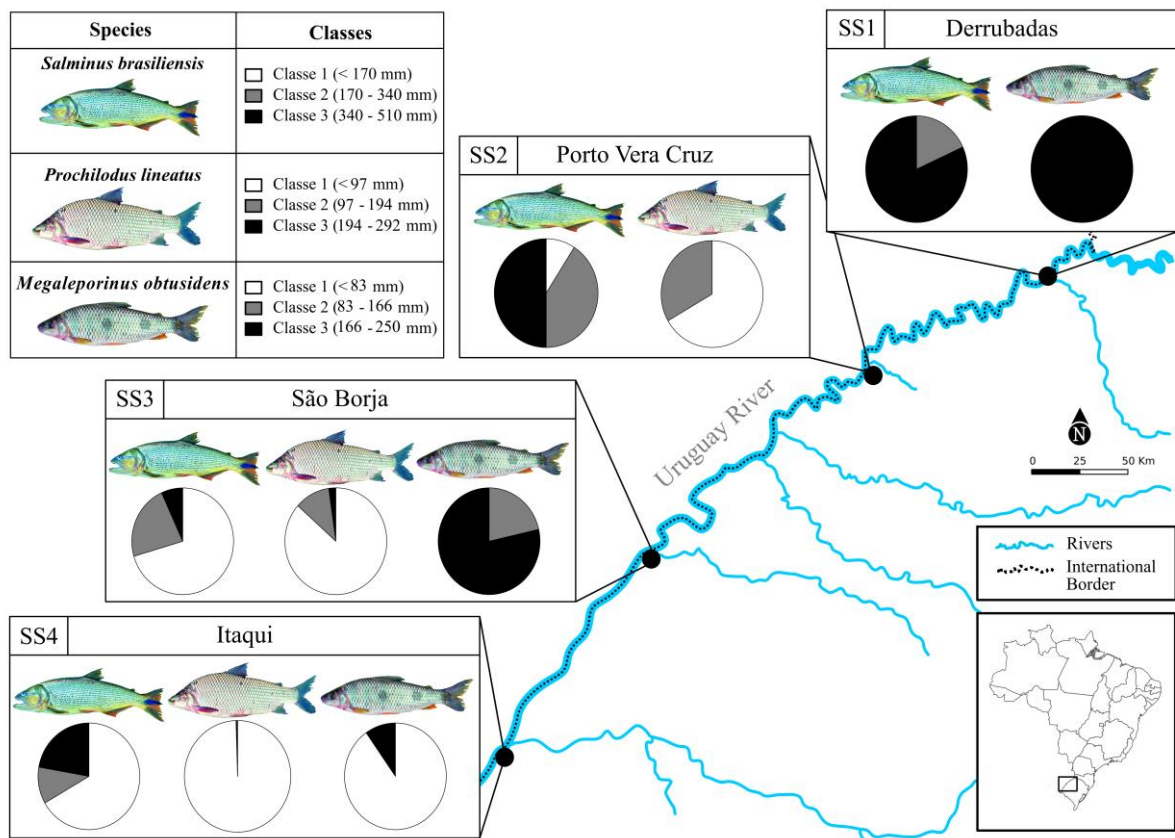 Species
Classes
Salminus brasiliensis
Classe 1 (< 170 mm)
Classe 2 (170 - 340 mm)
Classe 3 (340 - 510 mm)
Prochilodus lineatus
Classe 1 (< 97 mm)
Classe 2 (97 - 194 mm)
Classe 3 (194 - 292 mm)
Megaleporinus obtusidens
Classe 1 (< 83 mm)
Classe 2 (83 - 166 mm)
Classe 3 (166 - 250 mm)
SS1
Derrubadas
SS2
Porto Vera Cruz
SS3
São Borja
SS4
Itaqui
Uruguay River
N
0 25 50 Km
Rivers
International
Border